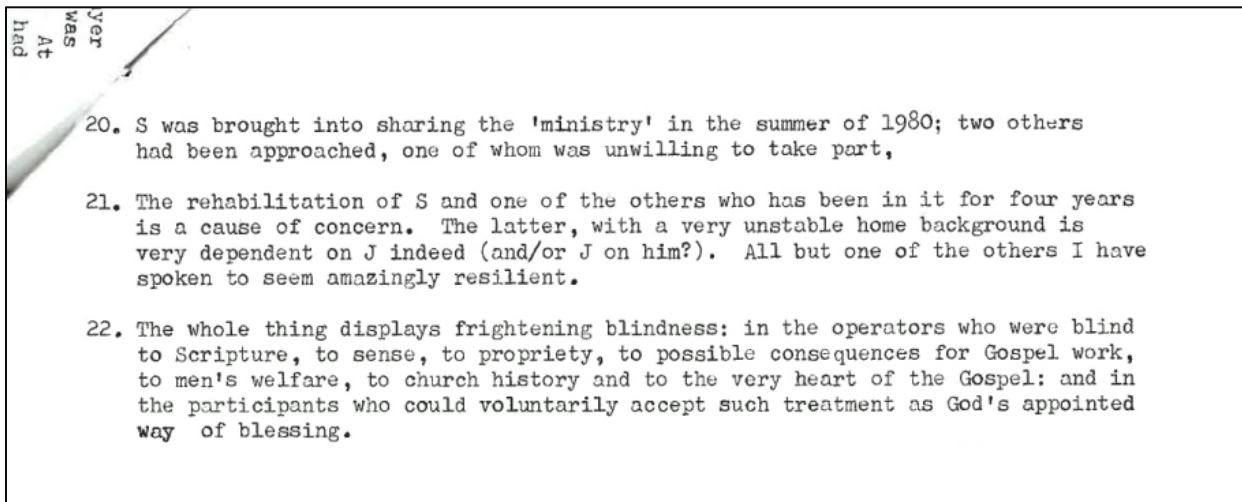 yer
was
At
had
20. S was brought into sharing the 'ministry' in the summer of 1980; two others
had been approached, one of whom was unwilling to take part,
21. The rehabilitation of S and one of the others who has been in it for four years
is a cause of concern. The latter, with a very unstable home background is
very dependent on J indeed (and/or J on him?). All but one of the others I have
spoken to seem amazingly resilient.
22. The whole thing displays frightening blindness: in the operators who were blind
to Scripture, to sense, to propriety, to possible consequences for Gospel work,
to men's welfare, to church history and to the very heart of the Gospel: and in
the participants who could voluntarily accept such treatment as God's appointed
way of blessing.